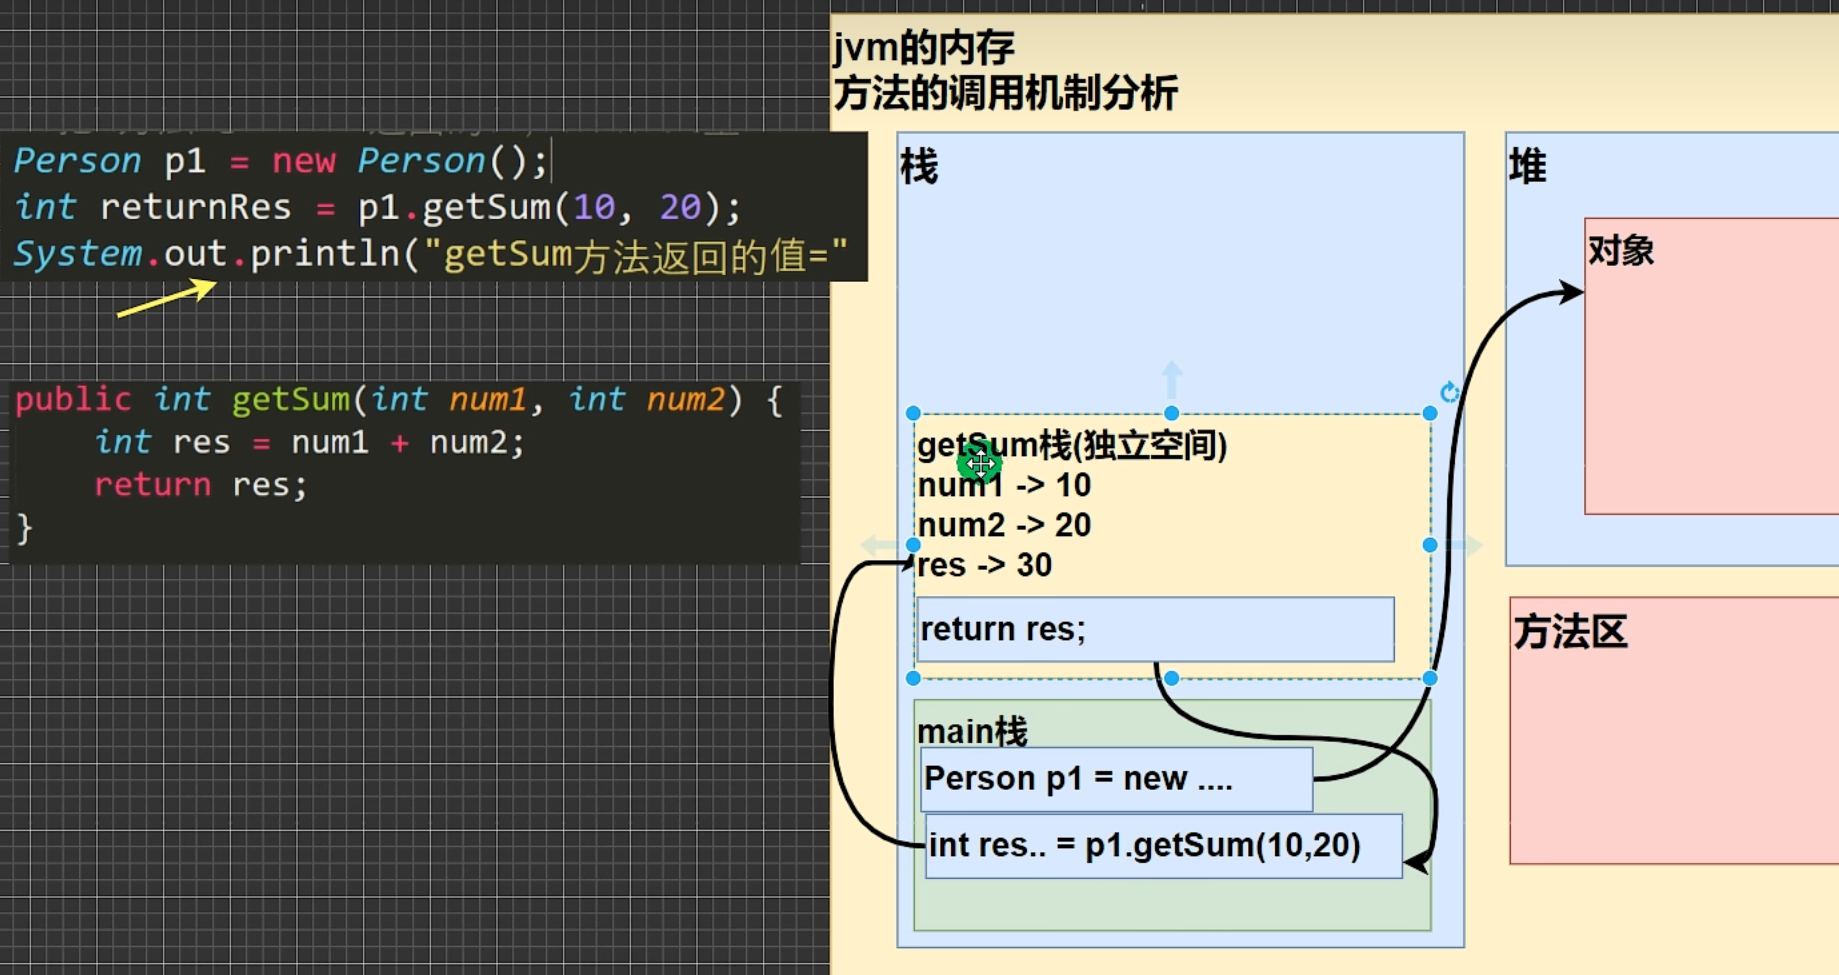 Person p1 = new Person();
int returnRes = p1.getSum(10, 20);
System.out.println("getSum方法返回的值="
public int getSum(int num1, int num2) {
int res = num1 + num2;
return res;
}
jvm的内存
方法的调用机制分析
栈
getSum栈(独立空间)
num1 -> 10
num2 -> 20
res -> 30
return res;
main栈
Person p1 = new ....
int res.. = p1.getSum(10,20)
堆
对象
方法区